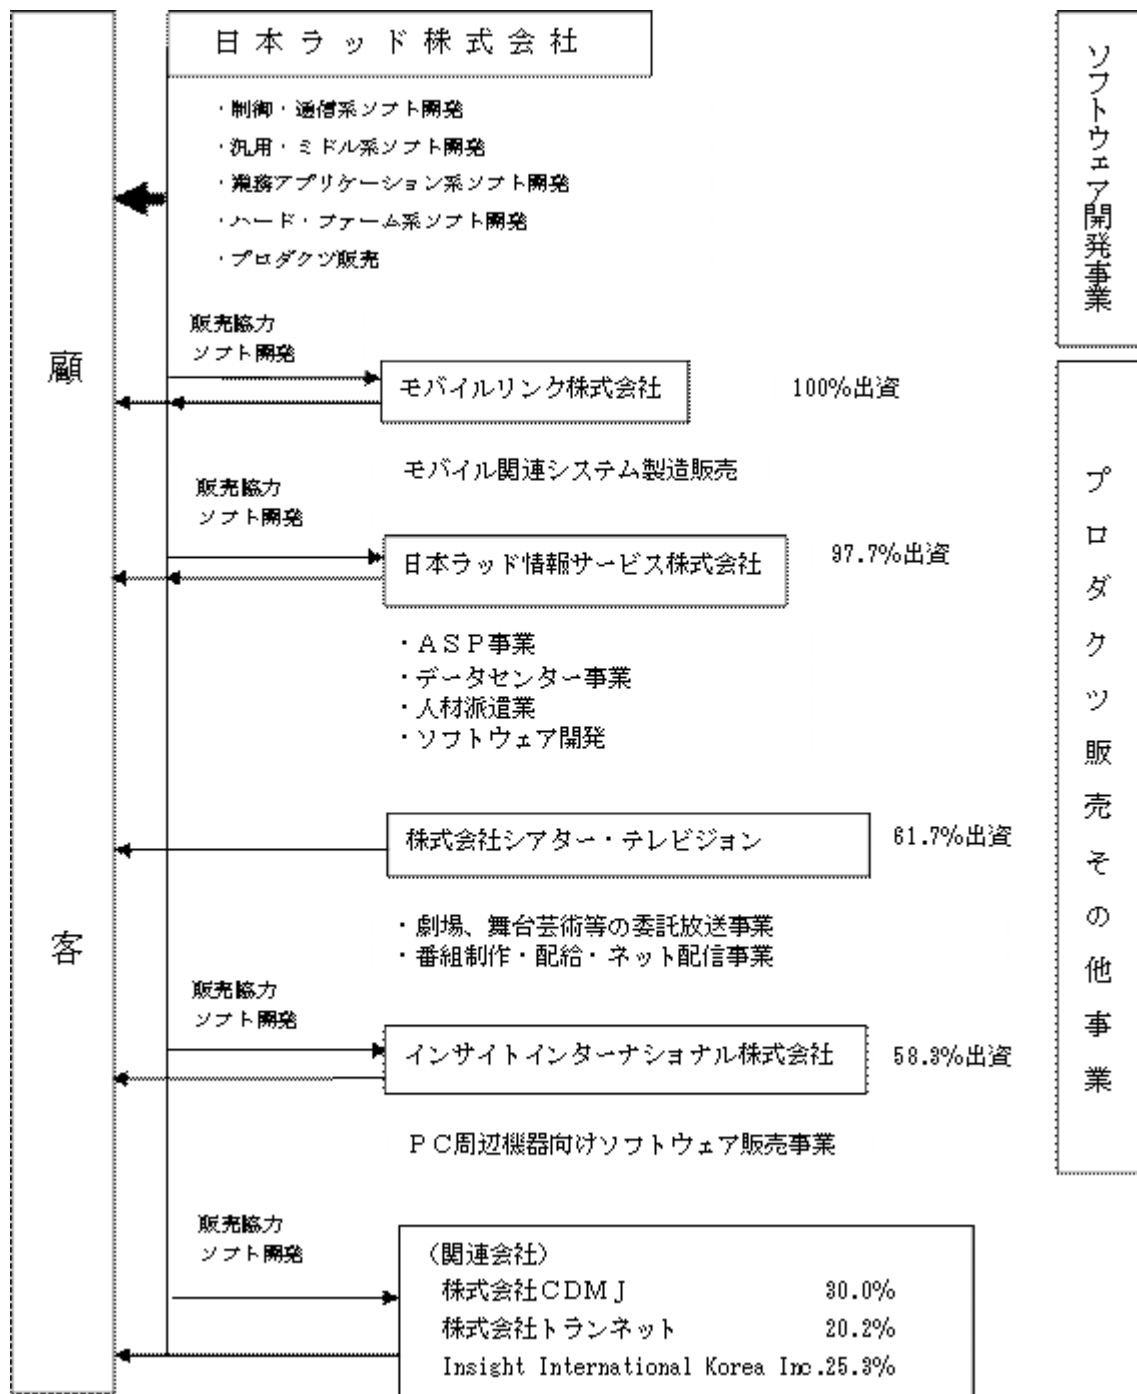 日本ラッド株式会社
・制御・通信系ソフト開発
・汎用・ミドル系ソフト開発
・業務アプリケーション系ソフト開発
・ハード・ファーム系ソフト開発
・プロダクツ販売
ソフトウェア開発事業
顧客
販売協力
ソフト開発
モバイルリンク株式会社
100%出資
モバイル関連システム製造販売
販売協力
ソフト開発
日本ラッド情報サービス株式会社
97.7%出資
・ASP事業
・データセンター事業
・人材派遣業
・ソフトウェア開発
株式会社シアター・テレビジョン
61.7%出資
・劇場、舞台芸術等の委託放送事業
・番組制作・配給・ネット配信事業
販売協力
ソフト開発
インサイトインターナショナル株式会社
58.3%出資
PC周辺機器向けソフトウェア販売事業
プロダクツ販売その他事業
販売協力
ソフト開発
(関連会社)
株式会社CDMJ 30.0%
株式会社トランネット 20.2%
Insight International Korea Inc.25.3%